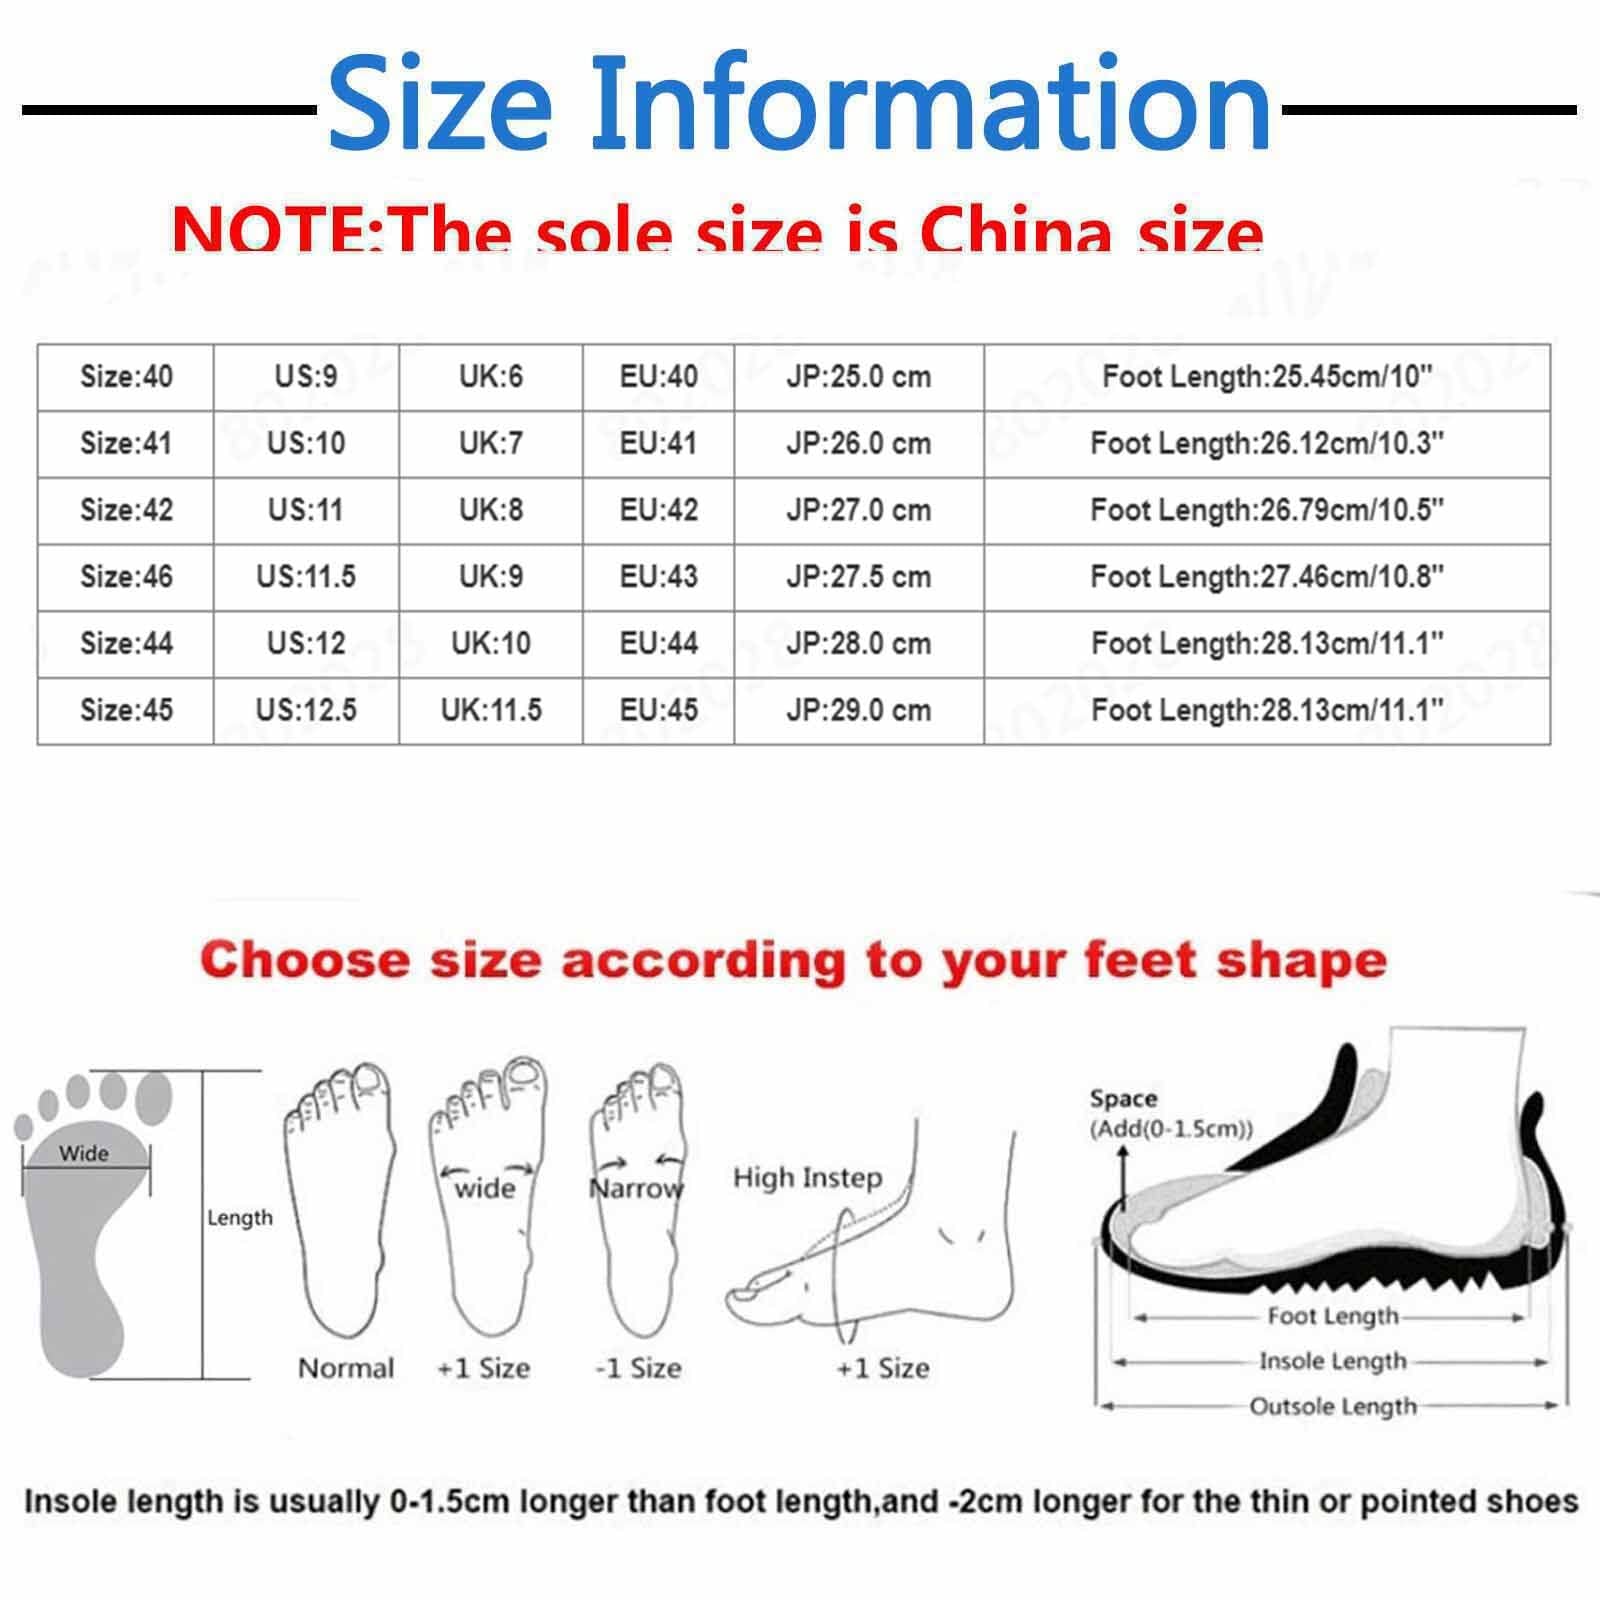 Size Information
NOTE:The sole size is China size
Size:40 US:9 UK:6 EU:40 JP:25.0 cm Foot Length:25.45cm/10"
Size:41 US:10 UK:7 EU:41 JP:26.0 cm Foot Length:26.12cm/10.3"
Size:42 US:11 UK:8 EU:42 JP:27.0 cm Foot Length:26.79cm/10.5"
Size:46 US:11.5 UK:9 EU:43 JP:27.5 cm Foot Length:27.46cm/10.8"
Size:44 US:12 UK:10 EU:44 JP:28.0 cm Foot Length:28.13cm/11.1"
Size:45 US:12.5 UK:11.5 EU:45 JP:29.0 cm Foot Length:28.13cm/11.1"
Choose size according to your feet shape
Wide
Length
Normal
wide
+1 Size
Narrow
-1 Size
High Instep
+1 Size
Space
(Add(0-1.5cm))
Foot Length
Insole Length
Outsole Length
Insole length is usually 0-1.5cm longer than foot length,and -2cm longer for the thin or pointed shoes